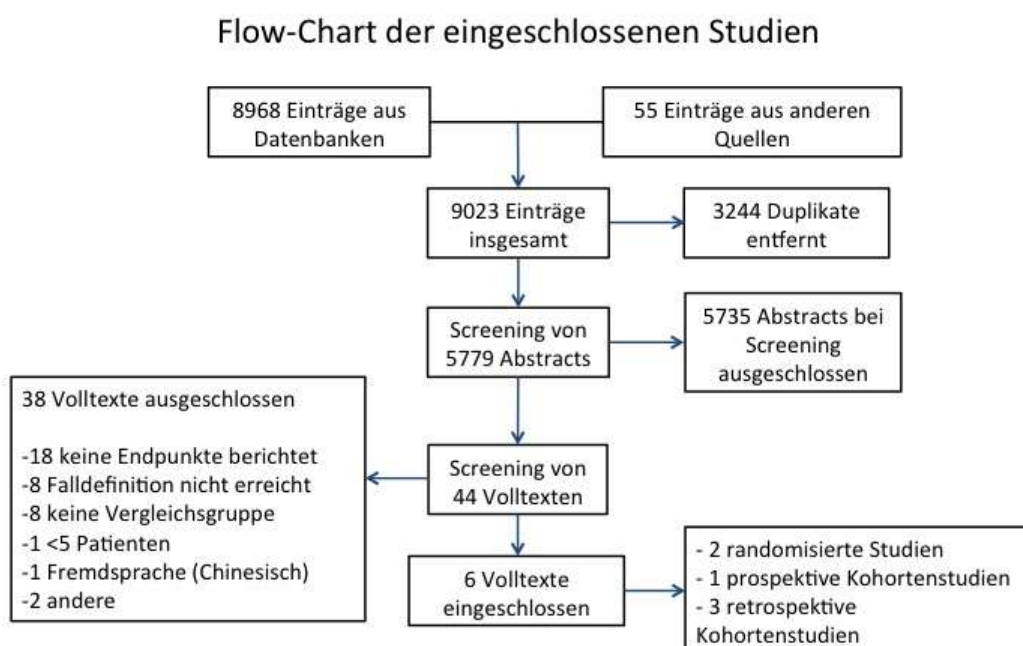 Flow-Chart der eingeschlossenen Studien
8968 Einträge aus
Datenbanken
55 Einträge aus anderen
Quellen
9023 Einträge
insgesamt
3244 Duplikate
entfernt
Screening von
5779 Abstracts
5735 Abstracts bei
Screening
ausgeschlossen
38 Volltexte ausgeschlossen
-18 keine Endpunkte berichtet
-8 Falldefinition nicht erreicht
-8 keine Vergleichsgruppe
-1 <5 Patienten
-1 Fremdsprache (Chinesisch)
-2 andere
Screening von
44 Volltexten
6 Volltexte
eingeschlossen
- 2 randomisierte Studien
- 1 prospektive Kohortenstudien
- 3 retrospektive
Kohortenstudien